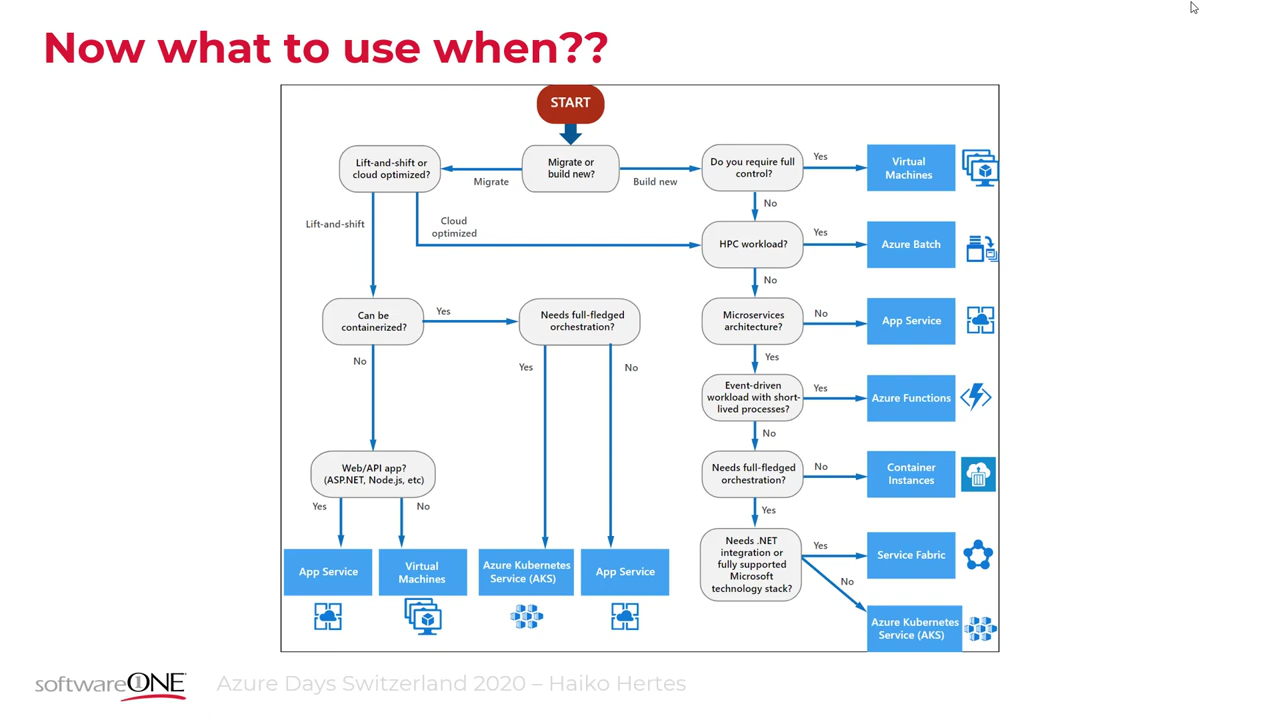 Now what to use when??
START
Lift-and-shift or
cloud optimized?
Migrate or
build new?
Do you require full
control?
Yes
Virtual
Machines
Migrate
Build new
No
Lift-and-shift
Cloud
optimized
HPC workload?
Yes
Azure Batch
No
Can be
containerized?
Yes
Needs full-fledged
orchestration?
Microservices
architecture?
No
App Service
No
Yes
No
Yes
Event-driven
workload with short-
lived processes?
Yes
Azure Functions
No
Web/API app?
(ASP.NET, Node.js, etc)
Needs full-fledged
orchestration?
No
Container
Instances
Yes
No
Yes
Needs .NET
integration or
fully supported
Microsoft
technology stack?
Yes
Service Fabric
No
App Service
Virtual
Machines
Azure Kubernetes
Service (AKS)
App Service
Azure Kubernetes
Service (AKS)
softwareONE
Azure Days Switzerland 2020 – Haiko Hertes